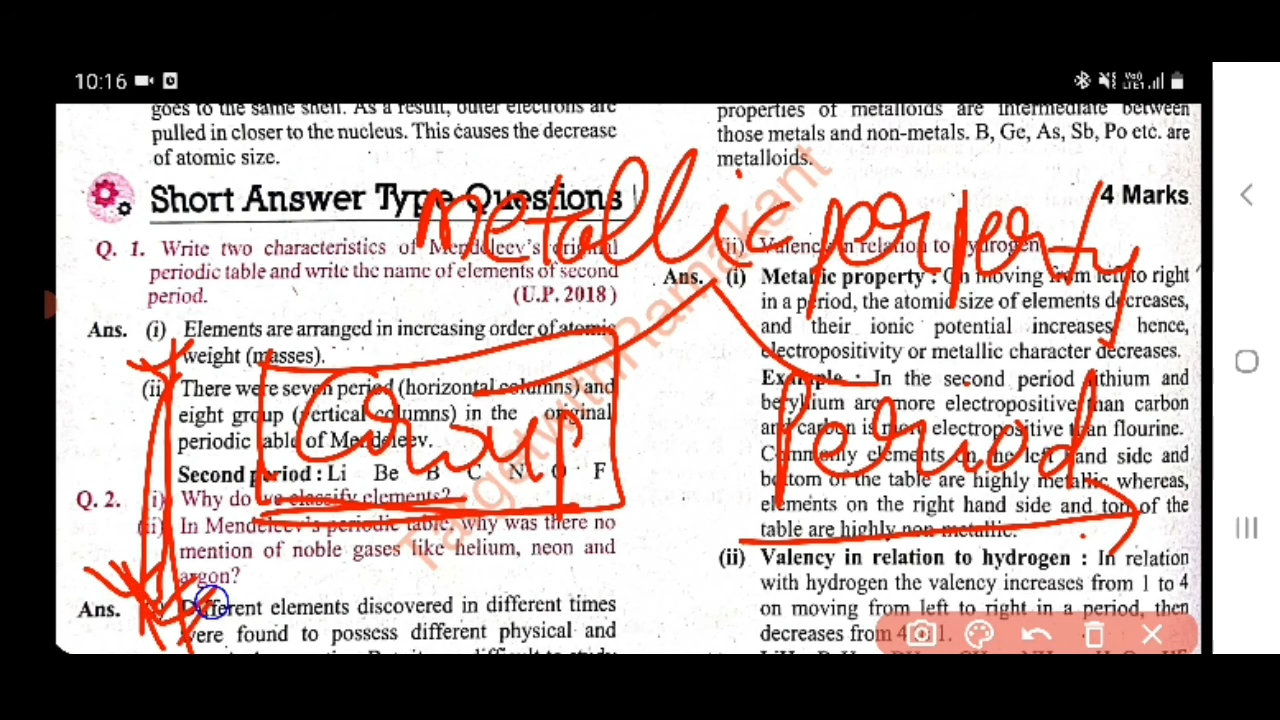 10:16
goes to the same shell. As a result, outer electrons are
pulled in closer to the nucleus. This causes the decrease
of atomic size.
Short Answer Type Questions
Q. 1. Write two characteristics of Mendeleev's original
periodic table and write the name of elements of second
period. (U.P. 2018)
Ans. (i) Elements are arranged in increasing order of atomic
weight (masses).
(ii) There were seven period (horizontal columns) and
eight group (vertical columns) in the original
periodic table of Mendeleev.
Second period : Li Be B C N O F
Q. 2. (i) Why do we classify elements?
(ii) In Mendeleev's periodic table, why was there no
mention of noble gases like helium, neon and
argon?
Ans. Different elements discovered in different times
were found to possess different physical and
properties of metalloids are intermediate between
those metals and non-metals. B, Ge, As, Sb, Po etc. are
metalloids.
4 Marks
(ii) Valency in relation to hydrogen
Ans. (i) Metallic property : On moving from left to right
in a period, the atomic size of elements decreases,
and their ionic potential increases hence,
electropositivity or metallic character decreases.
Example : In the second period lithium and
beryllium are more electropositive than carbon
and carbon is more electropositive than flourine.
Commonly elements on the left hand side and
bottom of the table are highly metallic whereas,
elements on the right hand side and top of the
table are highly non-metallic.
(ii) Valency in relation to hydrogen : In relation
with hydrogen the valency increases from 1 to 4
on moving from left to right in a period, then
decreases from 4 to 1.
metallic perperty
Group
Period
Target with Ramakant